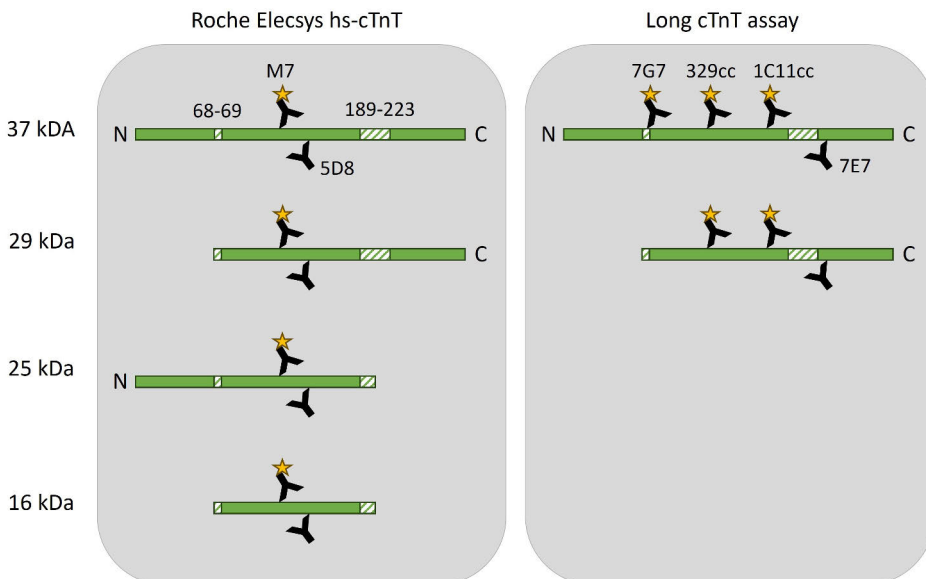 Roche Elecsys hs-cTnT
Long cTnT assay
M7
7G7
329cc
1C11cc
68-69
189-223
37 kDA
N
C
N
C
5D8
7E7
29 kDa
C
C
25 kDa
N
16 kDa